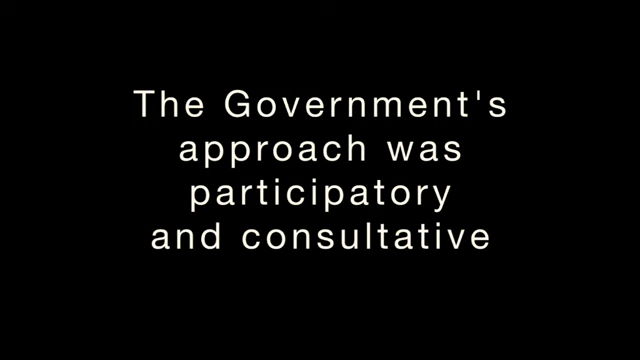 The Government's
approach was
participatory
and consultative